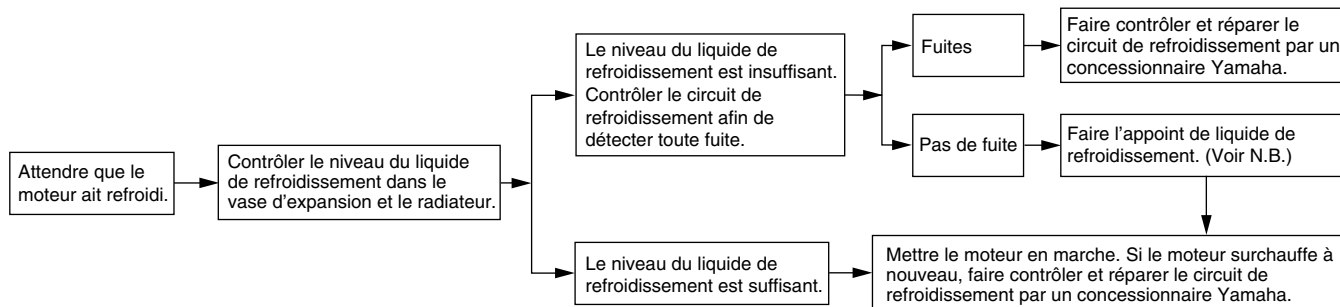 Attendre que le
moteur ait refroidi.
Contrôler le niveau du liquide
de refroidissement dans le
vase d'expansion et le radiateur.
Le niveau du liquide de
refroidissement est insuffisant.
Contrôler le circuit de
refroidissement afin de
détecter toute fuite.
Fuites
Faire contrôler et réparer le
circuit de refroidissement par un
concessionnaire Yamaha.
Pas de fuite
Faire l'appoint de liquide de
refroidissement. (Voir N.B.)
Le niveau du liquide de
refroidissement est suffisant.
Mettre le moteur en marche. Si le moteur surchauffe à
nouveau, faire contrôler et réparer le circuit de
refroidissement par un concessionnaire Yamaha.